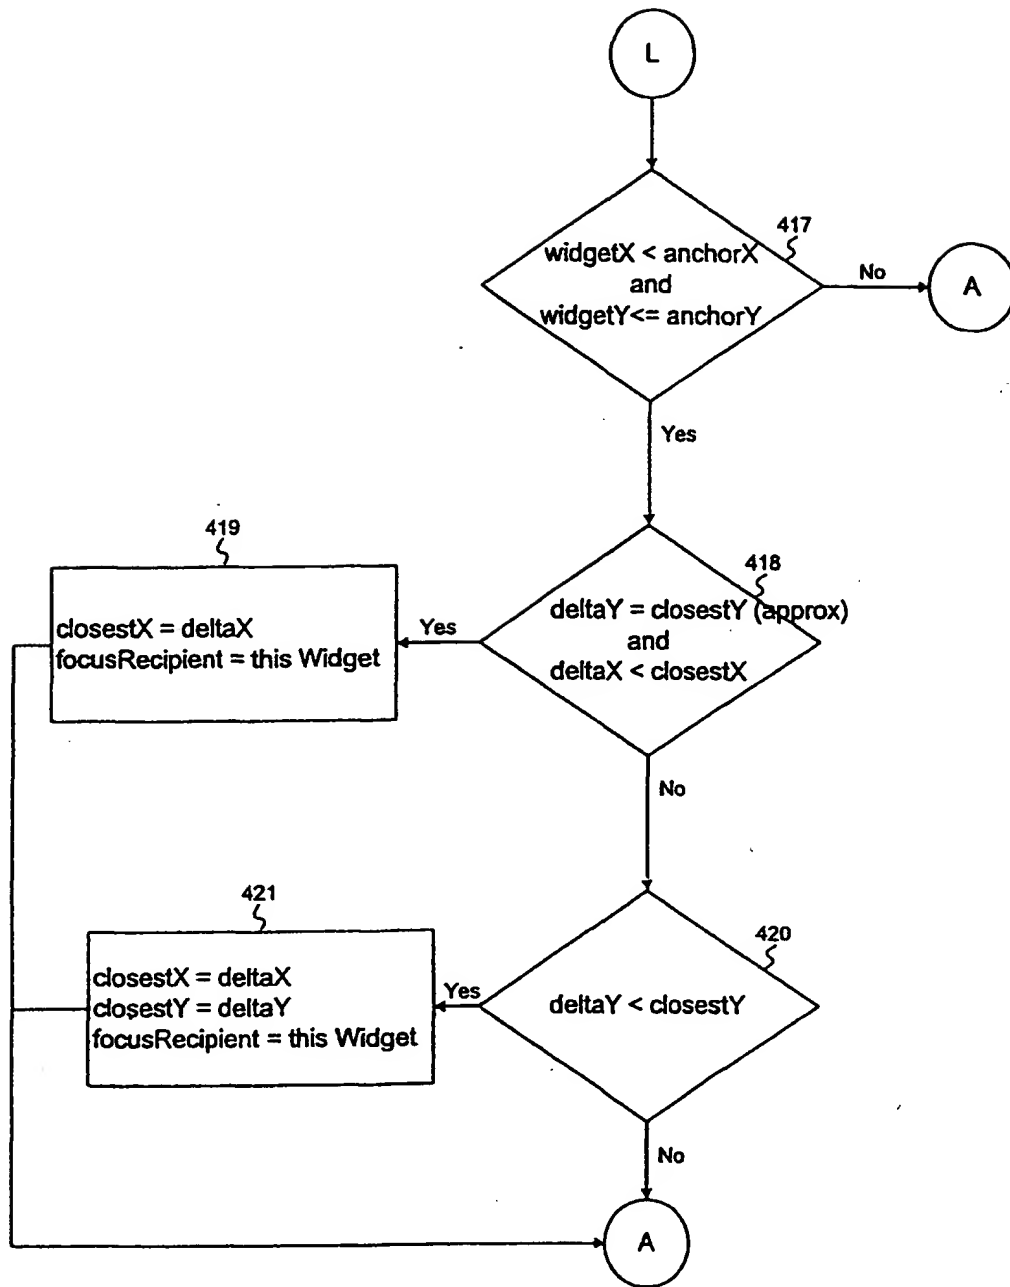 L
417
widgetX < anchorX
and
widgetY<= anchorY
No
A
Yes
419
418
closestX = deltaX
focusRecipient = this Widget
Yes
deltaY = closestY (approx)
and
deltaX < closestX
No
421
420
closestX = deltaX
closestY = deltaY
focusRecipient = this Widget
Yes
deltaY < closestY
No
A